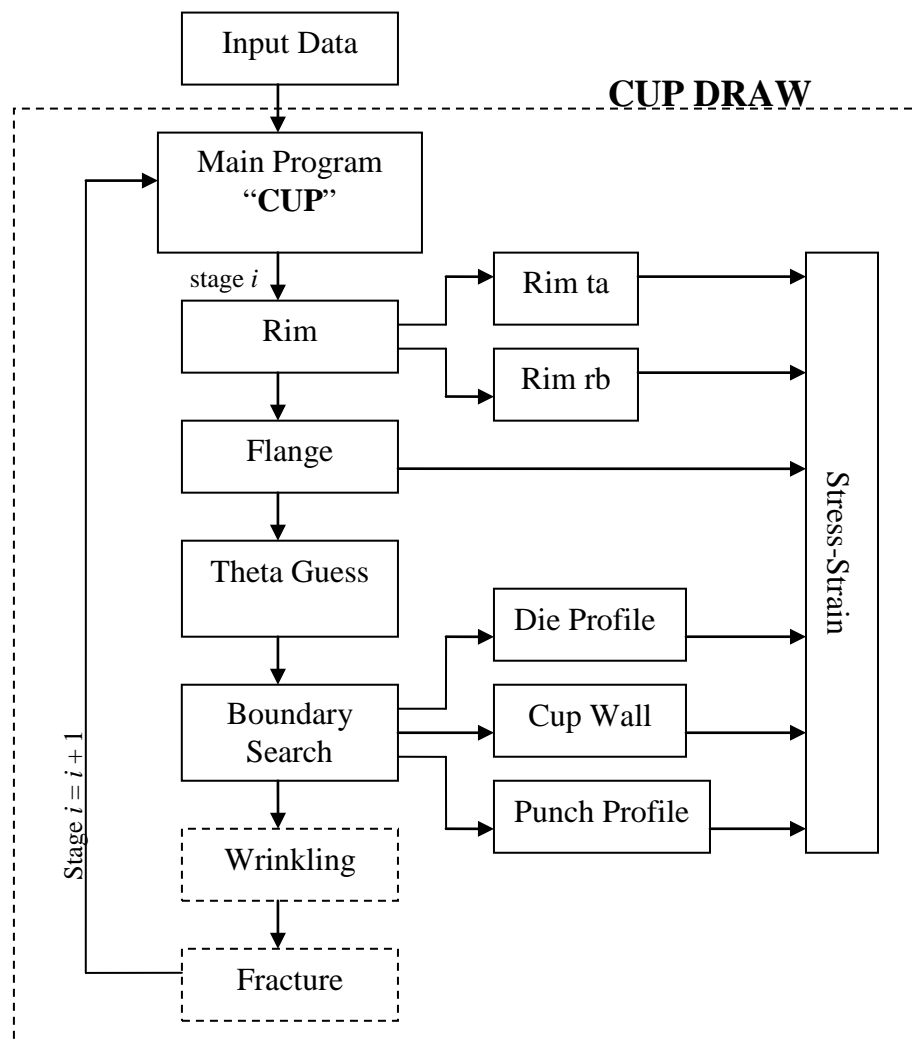 Input Data
CUP DRAW
Main Program
“CUP”
stage i
Rim
Rim ta
Rim rb
Flange
Stress-Strain
Theta Guess
Die Profile
Boundary
Search
Cup Wall
Punch Profile
Stage i = i + 1
Wrinkling
Fracture